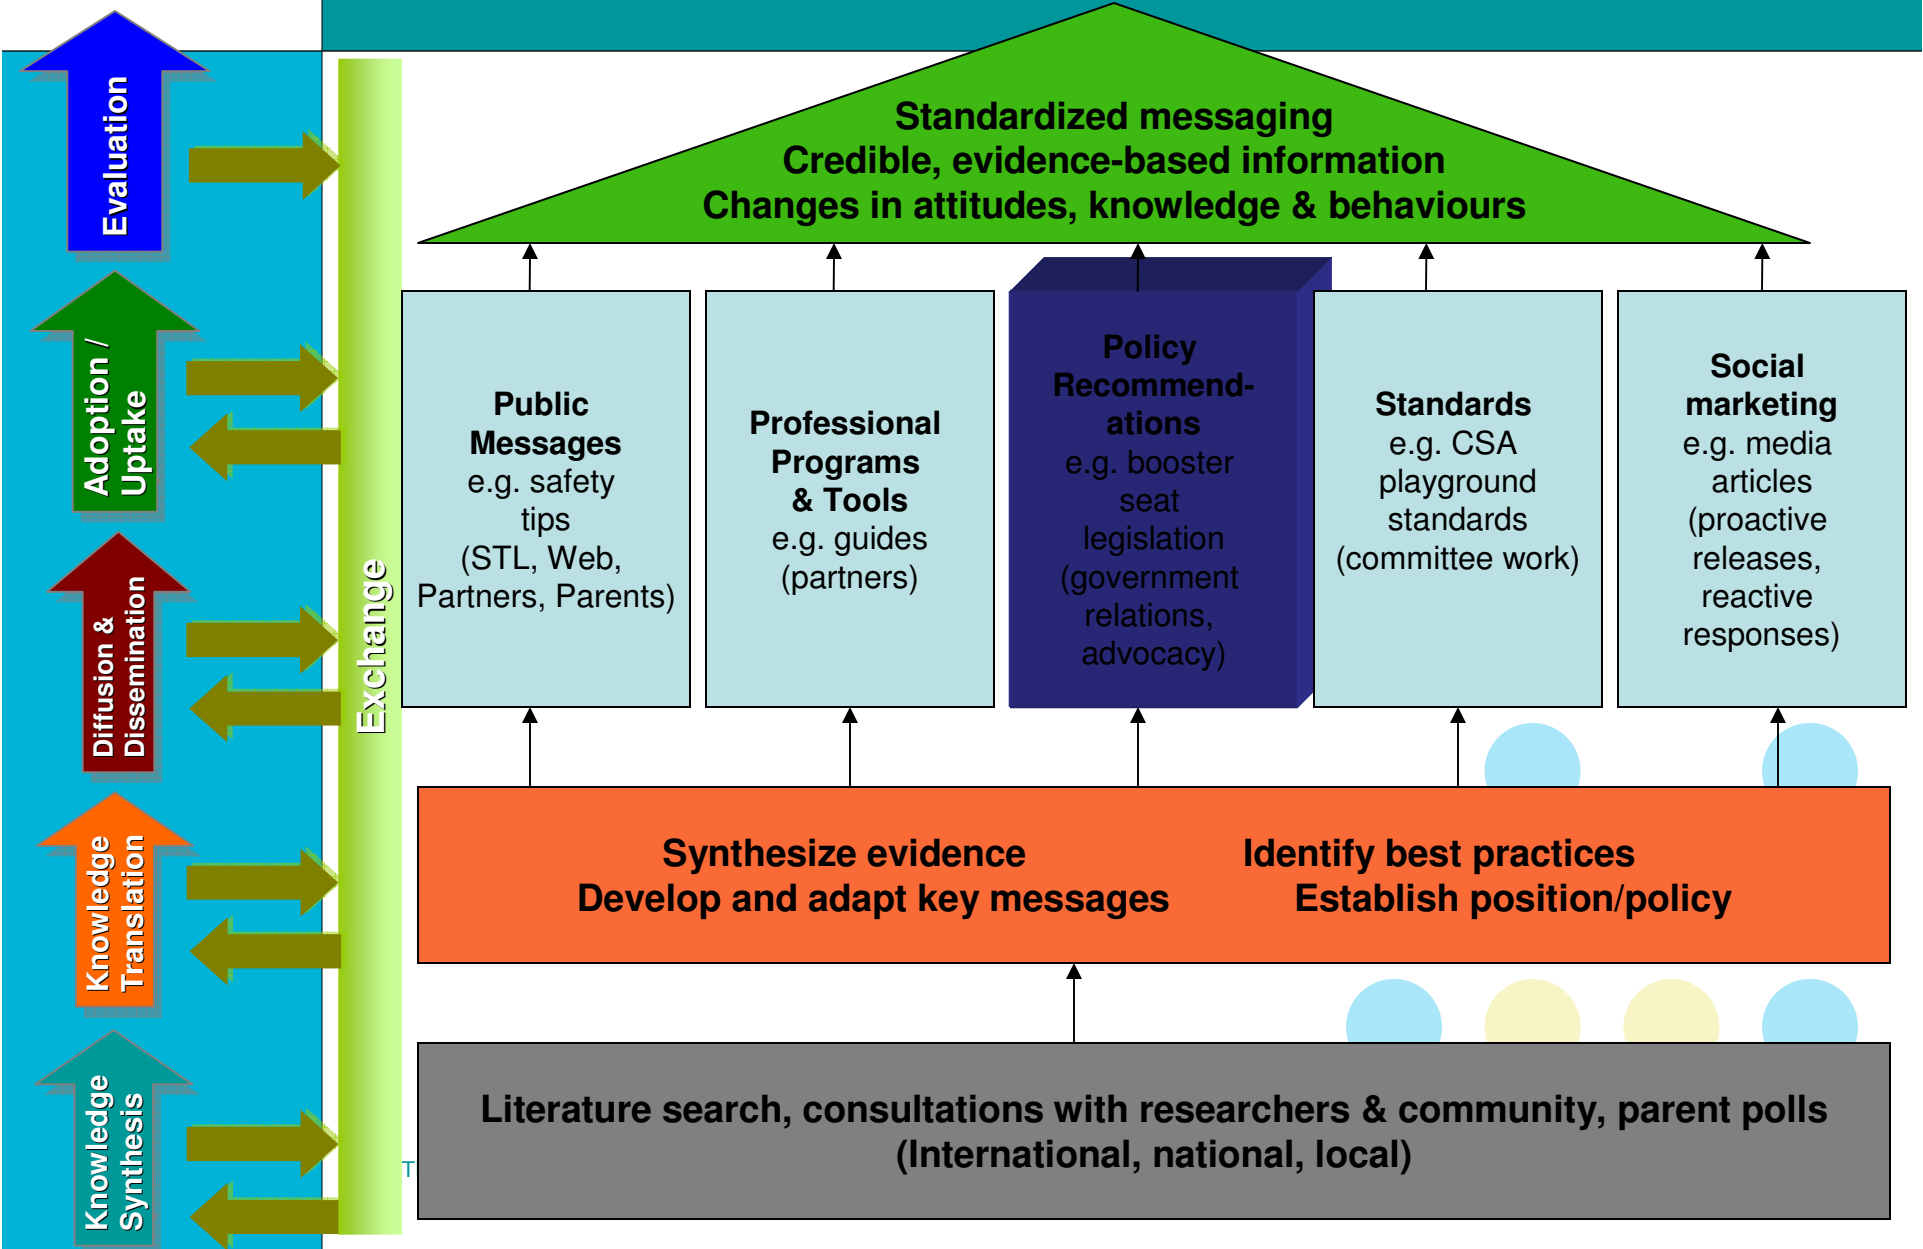 Evaluation
Adoption /
Uptake
Diffusion &
Dissemination
Knowledge
Translation
Knowledge
Synthesis
Exchange
Standardized messaging
Credible, evidence-based information
Changes in attitudes, knowledge & behaviours
Public
Messages
e.g. safety
tips
(STL, Web,
Partners, Parents)
Professional
Programs
& Tools
e.g. guides
(partners)
Policy
Recommend-
ations
e.g. booster
seat
legislation
(government
relations,
advocacy)
Standards
e.g. CSA
playground
standards
(committee work)
Social
marketing
e.g. media
articles
(proactive
releases,
reactive
responses)
Synthesize evidence Identify best practices
Develop and adapt key messages Establish position/policy
Literature search, consultations with researchers & community, parent polls
(International, national, local)
T